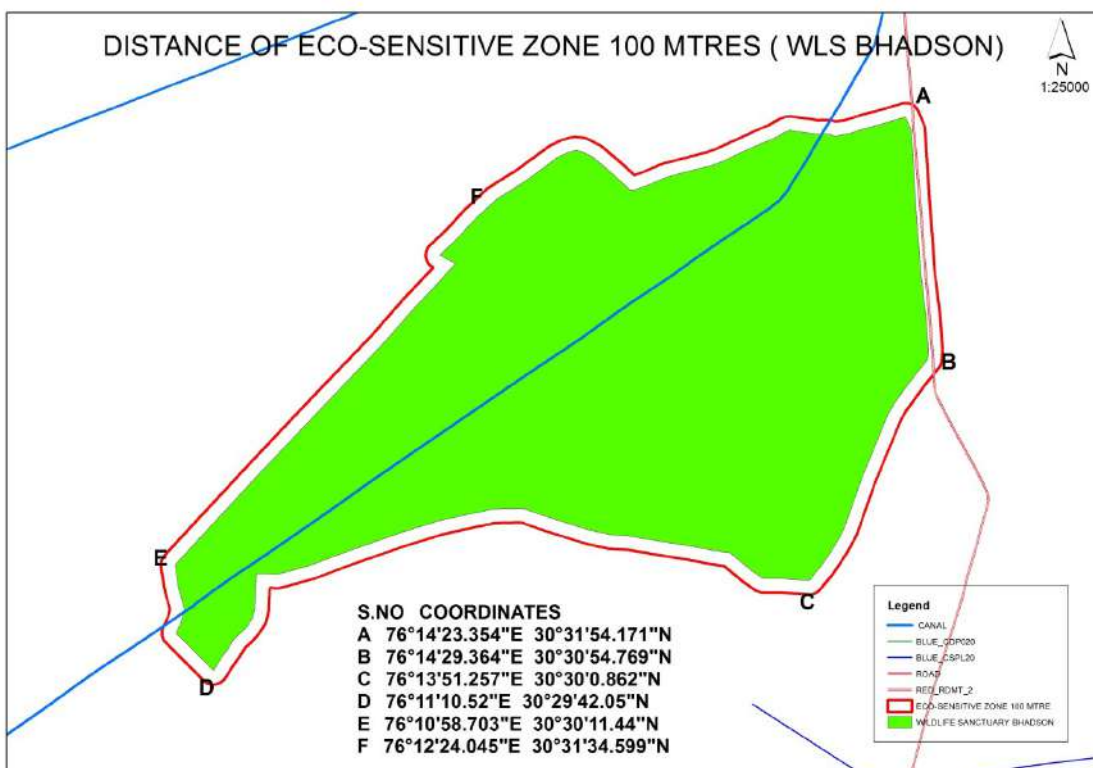 DISTANCE OF ECO-SENSITIVE ZONE 100 MTRES ( WLS BHADSON)
N
1:25000
A
F
B
E
C
D
S.NO COORDINATES
A 76°14'23.354"E 30°31'54.171"N
B 76°14'29.364"E 30°30'54.769"N
C 76°13'51.257"E 30°30'0.862"N
D 76°11'10.52"E 30°29'42.05"N
E 76°10'58.703"E 30°30'11.44"N
F 76°12'24.045"E 30°31'34.599"N
Legend
CANAL
BLUE_CDP020
BLUE_CSPL20
ROAD
RED_RDMT_2
ECO-SENSITIVE ZONE 100 MTRE
WILDLIFE SANCTUARY BHADSON